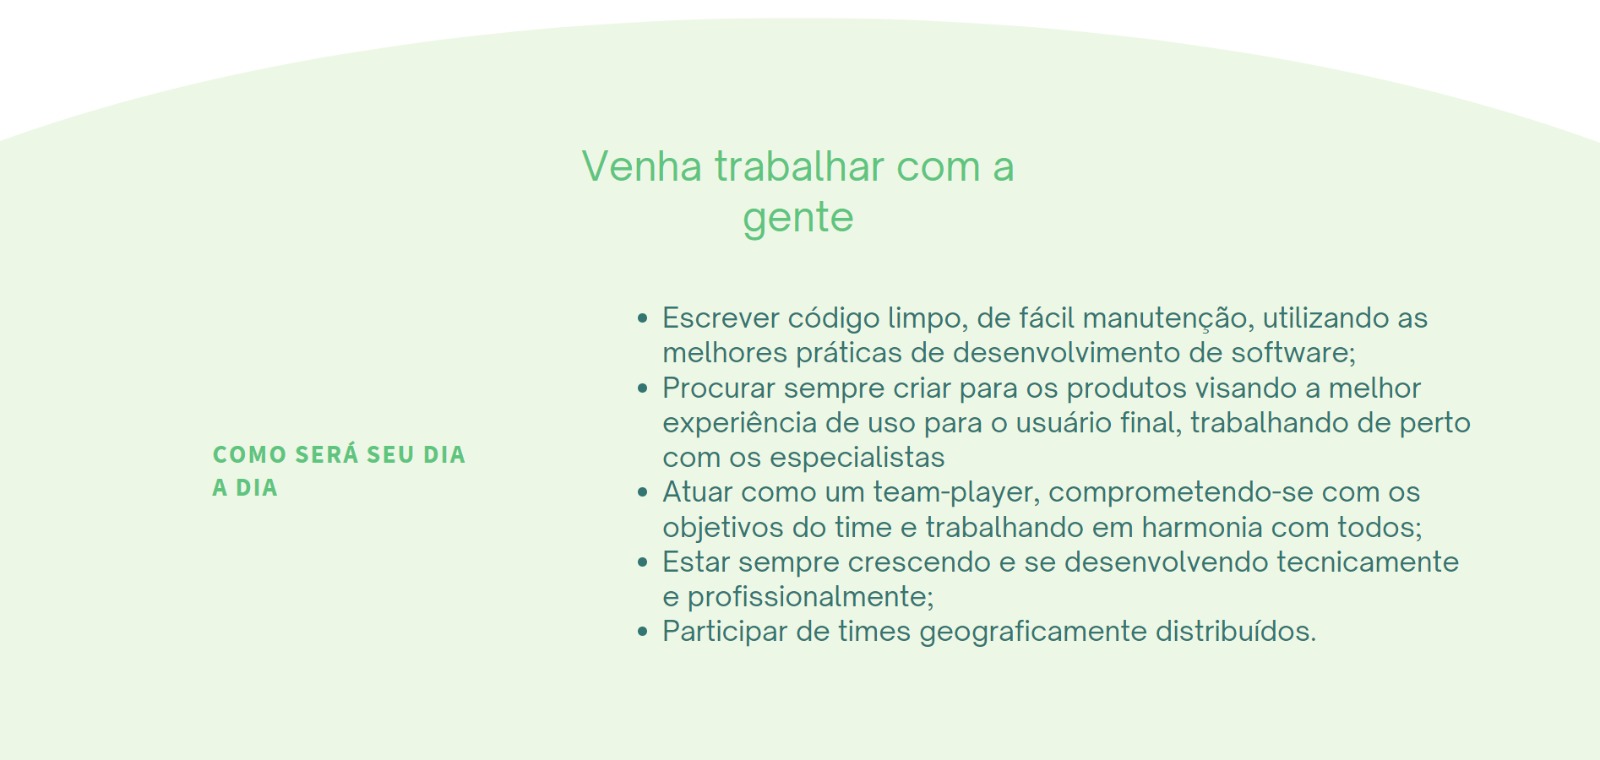 Venha trabalhar com a
gente
COMO SERÁ SEU DIA
A DIA
• Escrever código limpo, de fácil manutenção, utilizando as
melhores práticas de desenvolvimento de software;
• Procurar sempre criar para os produtos visando a melhor
experiência de uso para o usuário final, trabalhando de perto
com os especialistas
• Atuar como um team-player, comprometendo-se com os
objetivos do time e trabalhando em harmonia com todos;
• Estar sempre crescendo e se desenvolvendo tecnicamente
e profissionalmente;
• Participar de times geograficamente distribuídos.